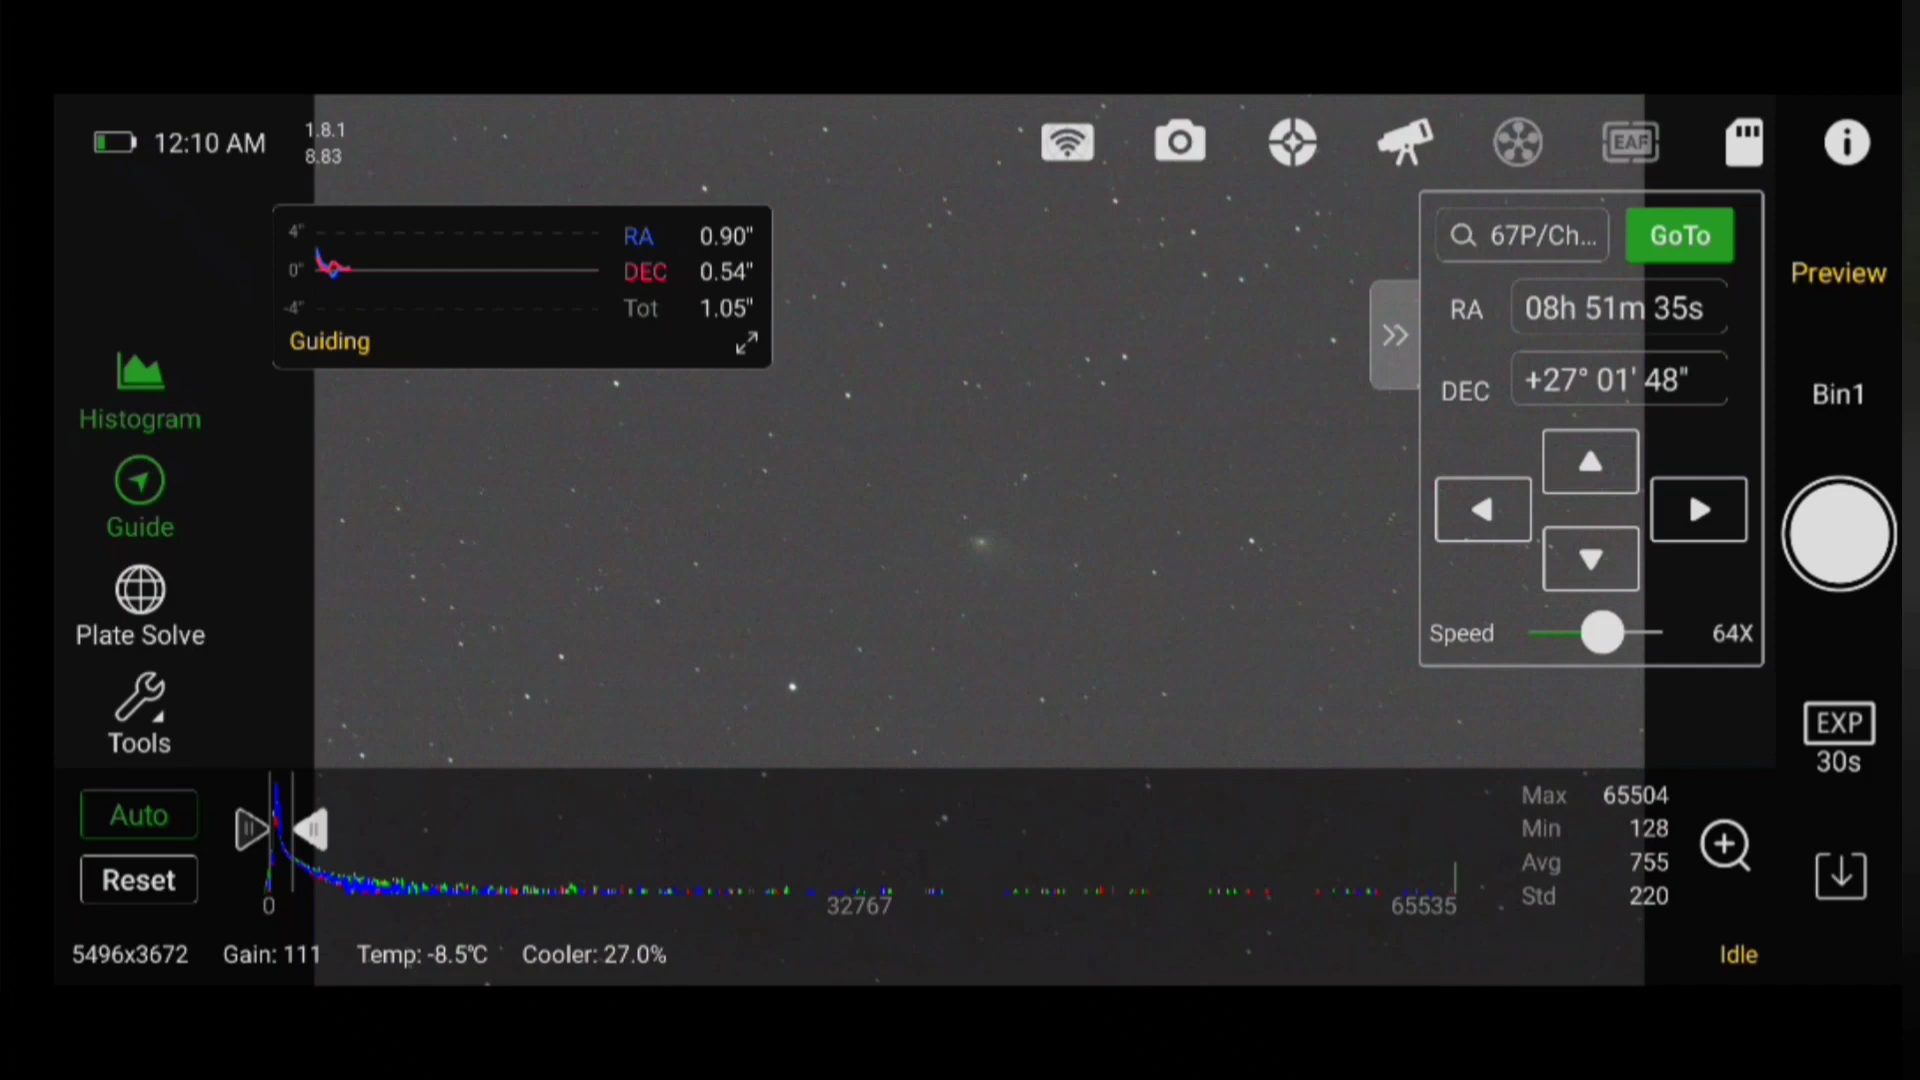 12:10 AM
1.8.1
8.83
EAF
4"
0"
-4"
RA 0.90"
DEC 0.54"
Tot 1.05"
Guiding
67P/Ch...
GoTo
RA 08h 51m 35s
DEC +27° 01' 48"
Speed 64X
Preview
Bin1
EXP
30s
Histogram
Guide
Plate Solve
Tools
Auto
Reset
0
32767
65535
Max 65504
Min 128
Avg 755
Std 220
5496x3672
Gain: 111
Temp: -8.5℃
Cooler: 27.0%
Idle